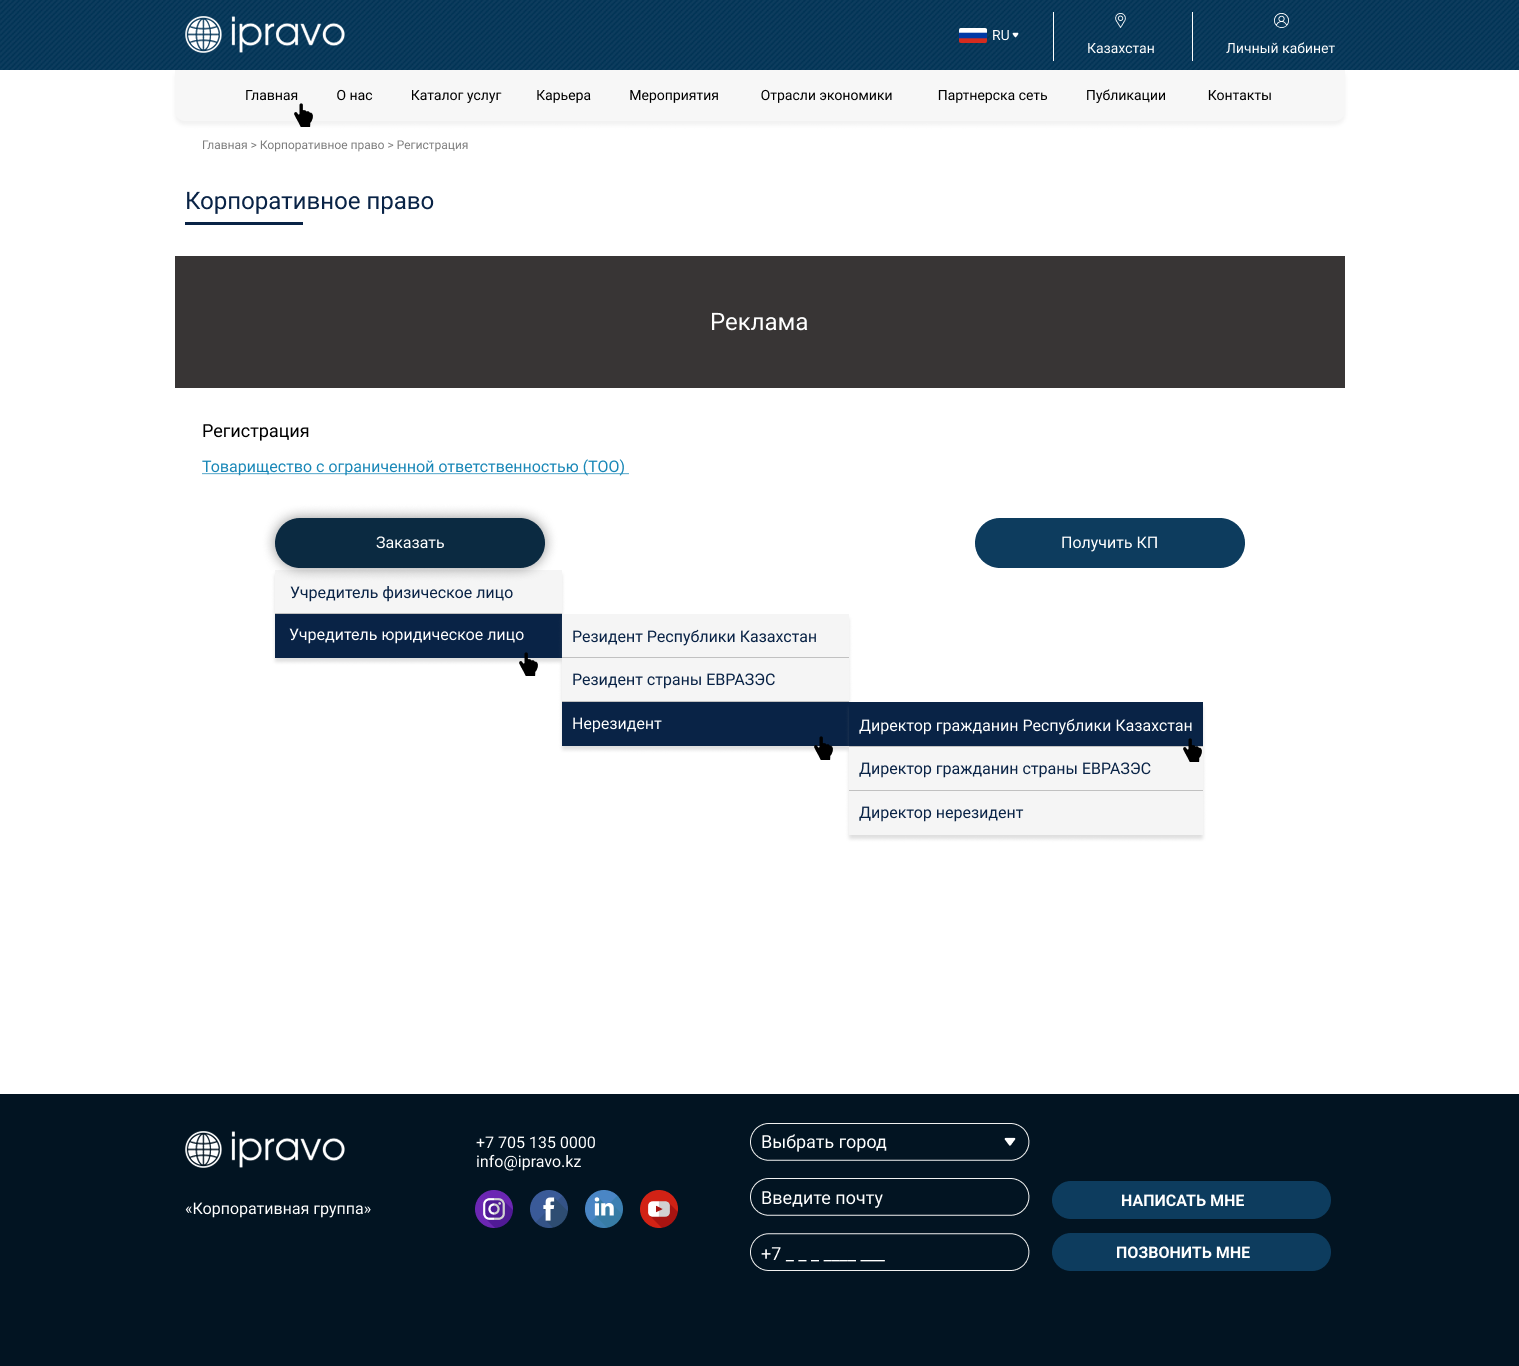 ipravo
RU
Казахстан
Личный кабинет
Главная
О нас
Каталог услуг
Карьера
Мероприятия
Отрасли экономики
Партнерска сеть
Публикации
Контакты
Главная > Корпоративное право > Регистрация
Корпоративное право
Реклама
Регистрация
Товарищество с ограниченной ответственностью (ТОО)
Заказать
Получить КП
Учредитель физическое лицо
Учредитель юридическое лицо
Резидент Республики Казахстан
Резидент страны ЕВРАЗЭС
Нерезидент
Директор гражданин Республики Казахстан
Директор гражданин страны ЕВРАЗЭС
Директор нерезидент
ipravo
«Корпоративная группа»
+7 705 135 0000
info@ipravo.kz
Выбрать город
Введите почту
+7 _ _ _ ____ ___
НАПИСАТЬ МНЕ
ПОЗВОНИТЬ МНЕ